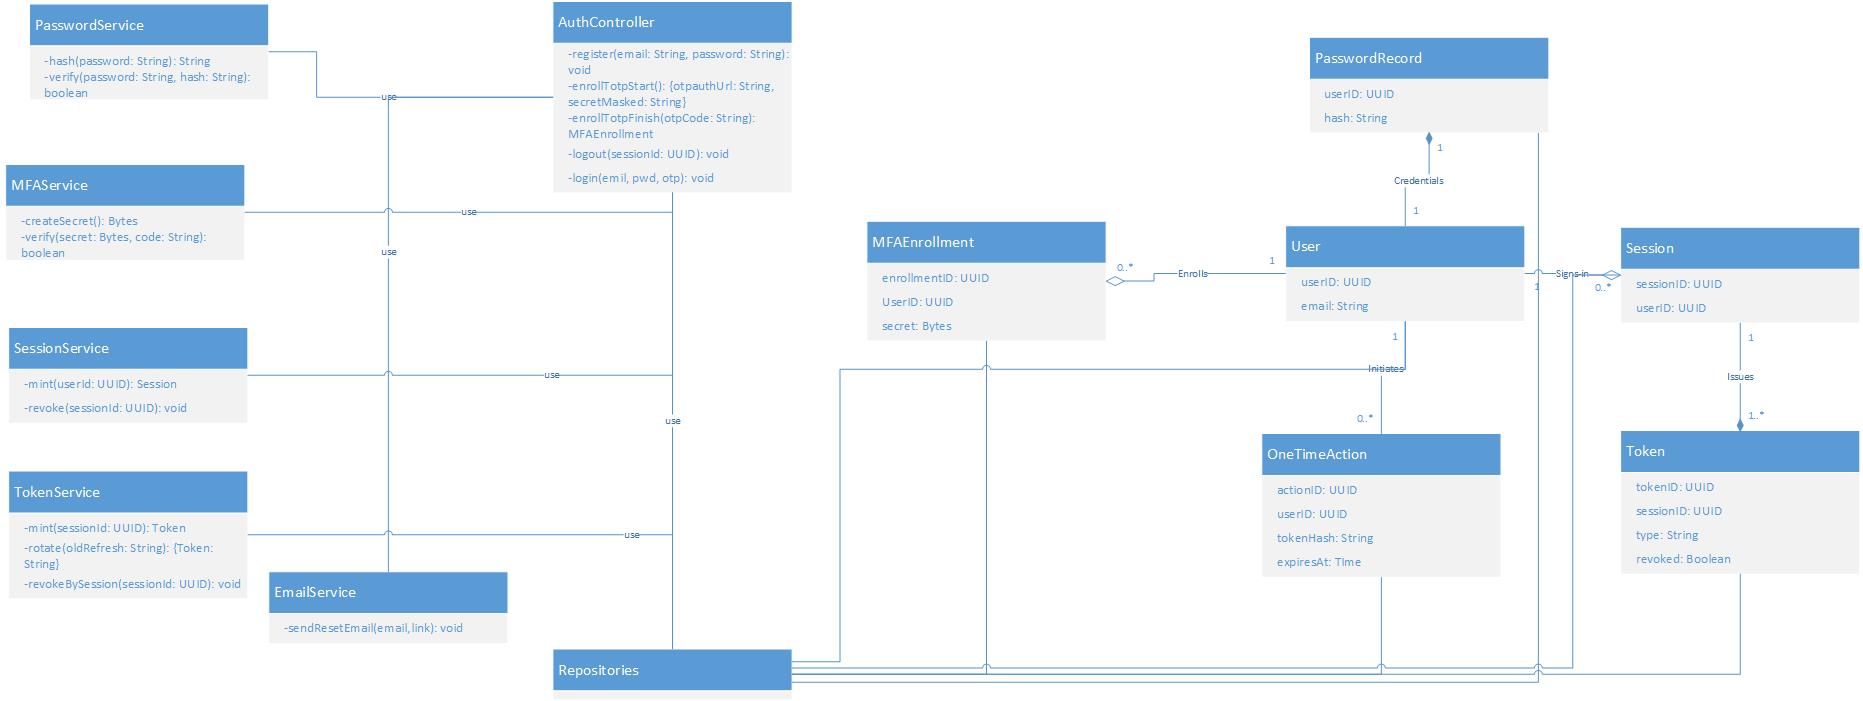 PasswordService
-hash(password: String): String
-verify(password: String, hash: String):
boolean
AuthController
-register(email: String, password: String):
void
-enrollTotpStart(): {otpauthUrl: String,
secretMasked: String}
-enrollTotpFinish(otpCode: String):
MFAEnrollment
-logout(sessionId: UUID): void
-login(emil, pwd, otp): void
use
PasswordRecord
userID: UUID
hash: String
1
Credentials
1
MFAService
-createSecret(): Bytes
-verify(secret: Bytes, code: String):
boolean
use
use
MFAEnrollment
enrollmentID: UUID
UserID: UUID
secret: Bytes
0..*
Enrolls
1
User
userID: UUID
email: String
1
Signs-in
0..*
Session
sessionID: UUID
userID: UUID
1
Issues
1..*
1
Initiates
0..*
SessionService
-mint(userId: UUID): Session
-revoke(sessionId: UUID): void
use
use
OneTimeAction
actionID: UUID
userID: UUID
tokenHash: String
expiresAt: TIme
Token
tokenID: UUID
sessionID: UUID
type: String
revoked: Boolean
TokenService
-mint(sessionId: UUID): Token
-rotate(oldRefresh: String): {Token:
String}
-revokeBySession(sessionId: UUID): void
use
EmailService
-sendResetEmail(email,link): void
Repositories